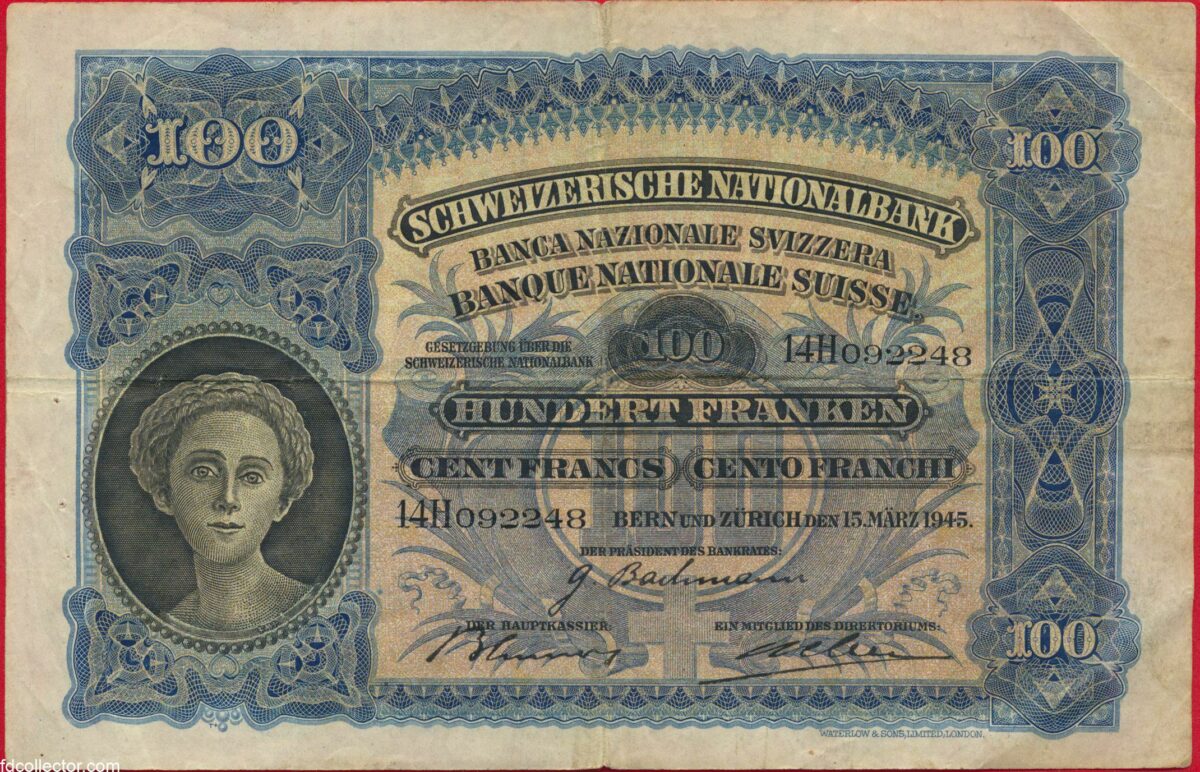 100
100
SCHWEIZERISCHE NATIONALBANK
BANCA NAZIONALE SVIZZERA
BANQUE NATIONALE SUISSE.
GESETZGEBUNG ÜBER DIE
SCHWEIZERISCHE NATIONALBANK
100
14H092248
HUNDERT FRANKEN
100
CENT FRANCS CENTO FRANCHI
14H092248 BERN UND ZÜRICH DEN 15. MÄRZ 1945.
DER PRÄSIDENT DES BANKRATES:
G. Bachmann
DER HAUPTKASSIER: EIN MITGLIED DES DIREKTORIUMS:
100
WATERLOW & SONS, LIMITED, LONDON.
fdcollector.com